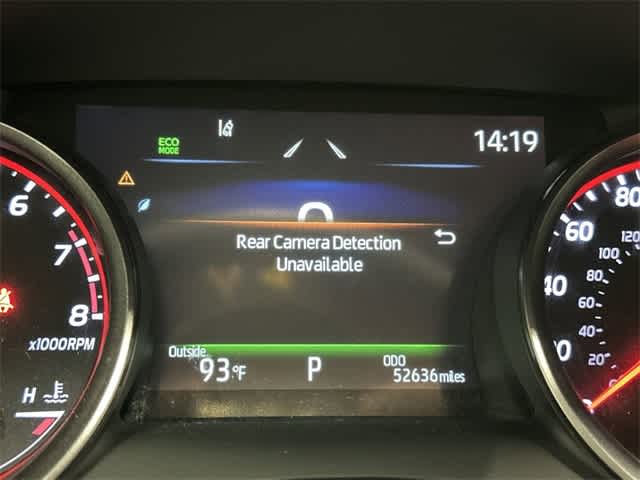 ECO
MODE
14:19
Rear Camera Detection
Unavailable
6
7
8
x1000RPM
H
80
60
40
20
120
100
80
60
40
20
0
Outside
93°F
P
ODO
52636 miles